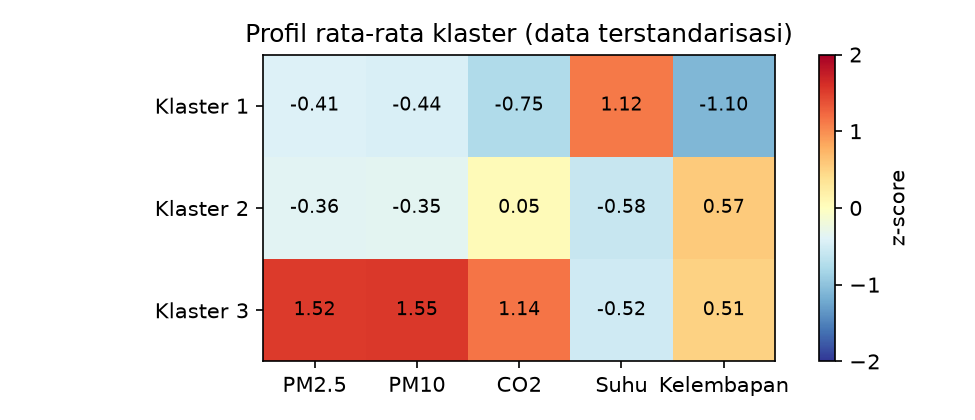 Profil rata-rata klaster (data terstandarisasi)
Klaster 1 -0.41 -0.44 -0.75 1.12 -1.10
Klaster 2 -0.36 -0.35 0.05 -0.58 0.57
Klaster 3 1.52 1.55 1.14 -0.52 0.51
PM2.5 PM10 CO2 Suhu Kelembapan
2
1
0
−1
−2
z-score